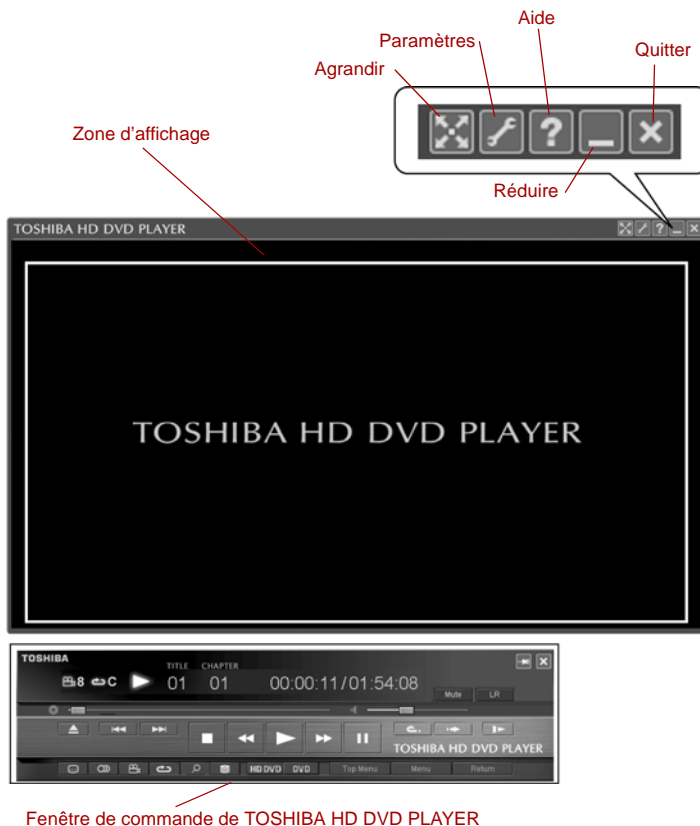 Aide
Paramètres
Quitter
Agrandir
Zone d'affichage
Réduire
TOSHIBA HD DVD PLAYER
TOSHIBA HD DVD PLAYER
TOSHIBA
TITLE CHAPTER
8 C 01 01 00:00:11/01:54:08
Mute LR
TOSHIBA HD DVD PLAYER
HD DVD DVD Top Menu Menu Return
Fenêtre de commande de TOSHIBA HD DVD PLAYER